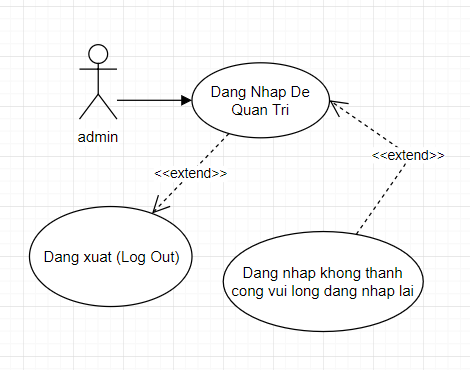 Dang Nhap De
Quan Tri
admin
<<extend>>
<<extend>>
Dang xuat (Log Out)
Dang nhap khong thanh
cong vui long dang nhap lai